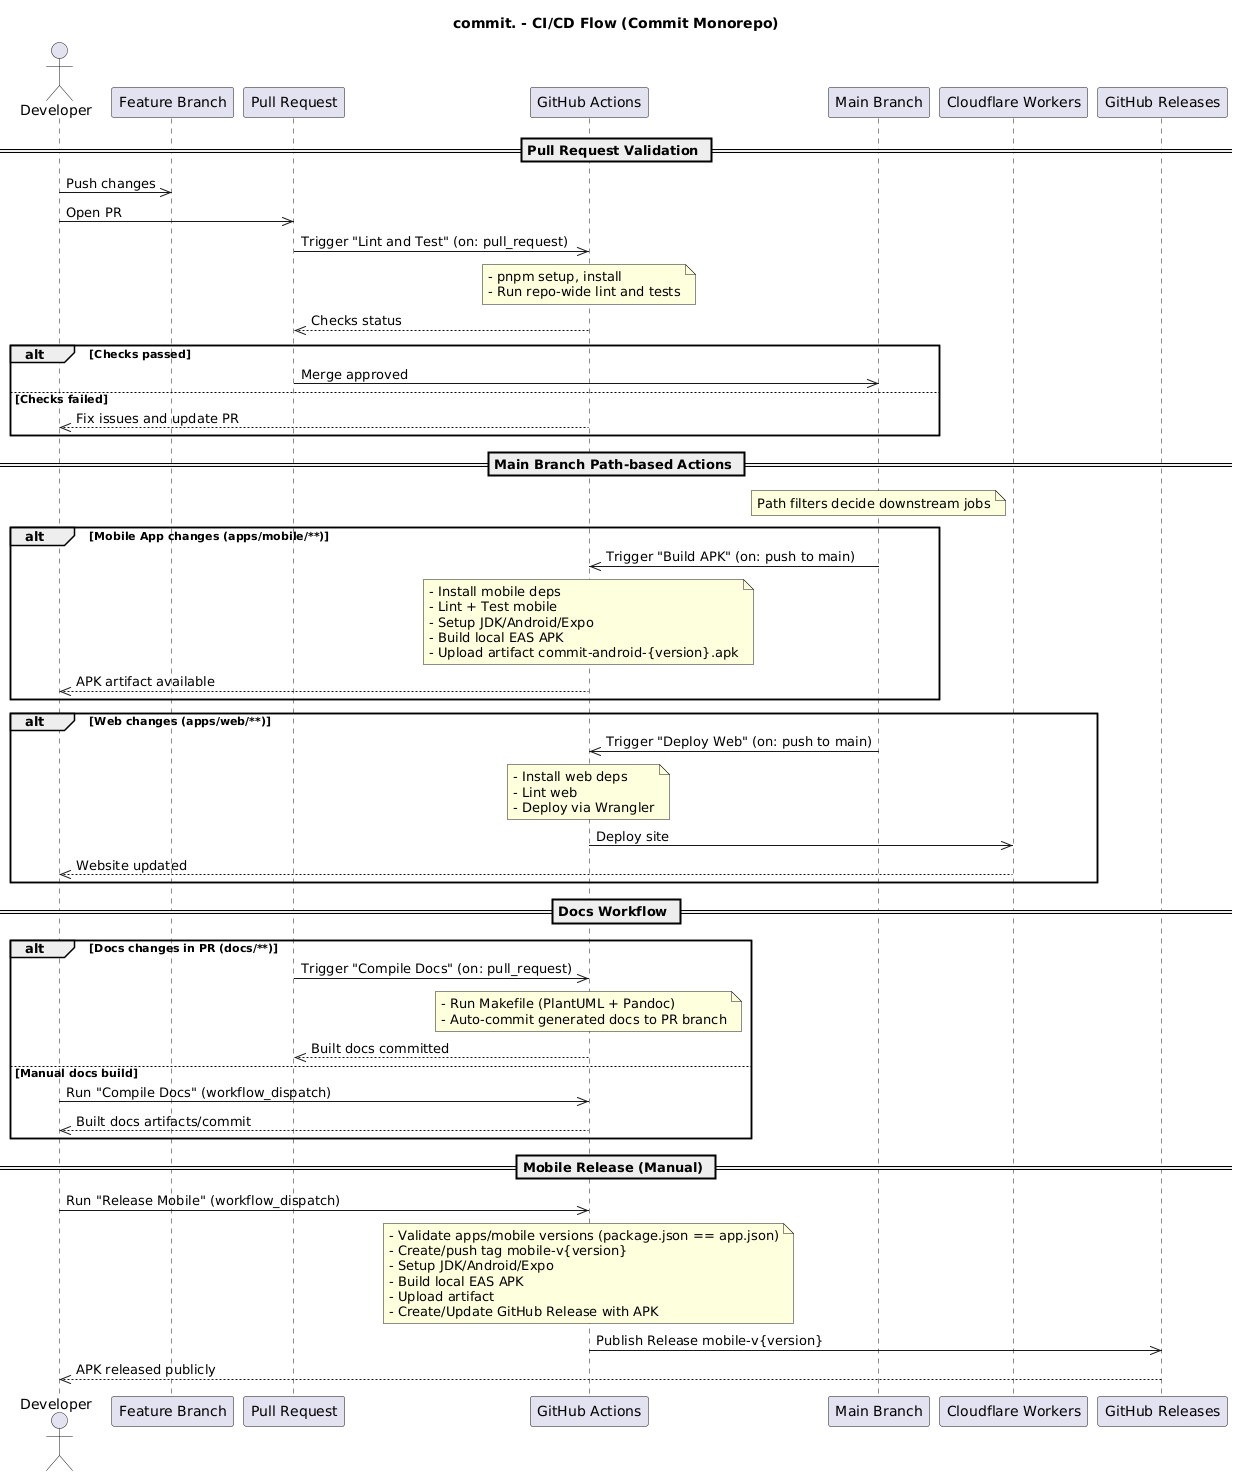 commit. - CI/CD Flow (Commit Monorepo)
Developer
Feature Branch
Pull Request
GitHub Actions
Main Branch
Cloudflare Workers
GitHub Releases
Pull Request Validation
Push changes
Open PR
Trigger "Lint and Test" (on: pull_request)
- pnpm setup, install
- Run repo-wide lint and tests
Checks status
alt [Checks passed]
Merge approved
[Checks failed]
Fix issues and update PR
Main Branch Path-based Actions
Path filters decide downstream jobs
alt [Mobile App changes (apps/mobile/**)]
Trigger "Build APK" (on: push to main)
- Install mobile deps
- Lint + Test mobile
- Setup JDK/Android/Expo
- Build local EAS APK
- Upload artifact commit-android-{version}.apk
APK artifact available
alt [Web changes (apps/web/**)]
Trigger "Deploy Web" (on: push to main)
- Install web deps
- Lint web
- Deploy via Wrangler
Deploy site
Website updated
Docs Workflow
alt [Docs changes in PR (docs/**)]
Trigger "Compile Docs" (on: pull_request)
- Run Makefile (PlantUML + Pandoc)
- Auto-commit generated docs to PR branch
Built docs committed
[Manual docs build]
Run "Compile Docs" (workflow_dispatch)
Built docs artifacts/commit
Mobile Release (Manual)
Run "Release Mobile" (workflow_dispatch)
- Validate apps/mobile versions (package.json == app.json)
- Create/push tag mobile-v{version}
- Setup JDK/Android/Expo
- Build local EAS APK
- Upload artifact
- Create/Update GitHub Release with APK
Publish Release mobile-v{version}
APK released publicly
Developer
Feature Branch
Pull Request
GitHub Actions
Main Branch
Cloudflare Workers
GitHub Releases